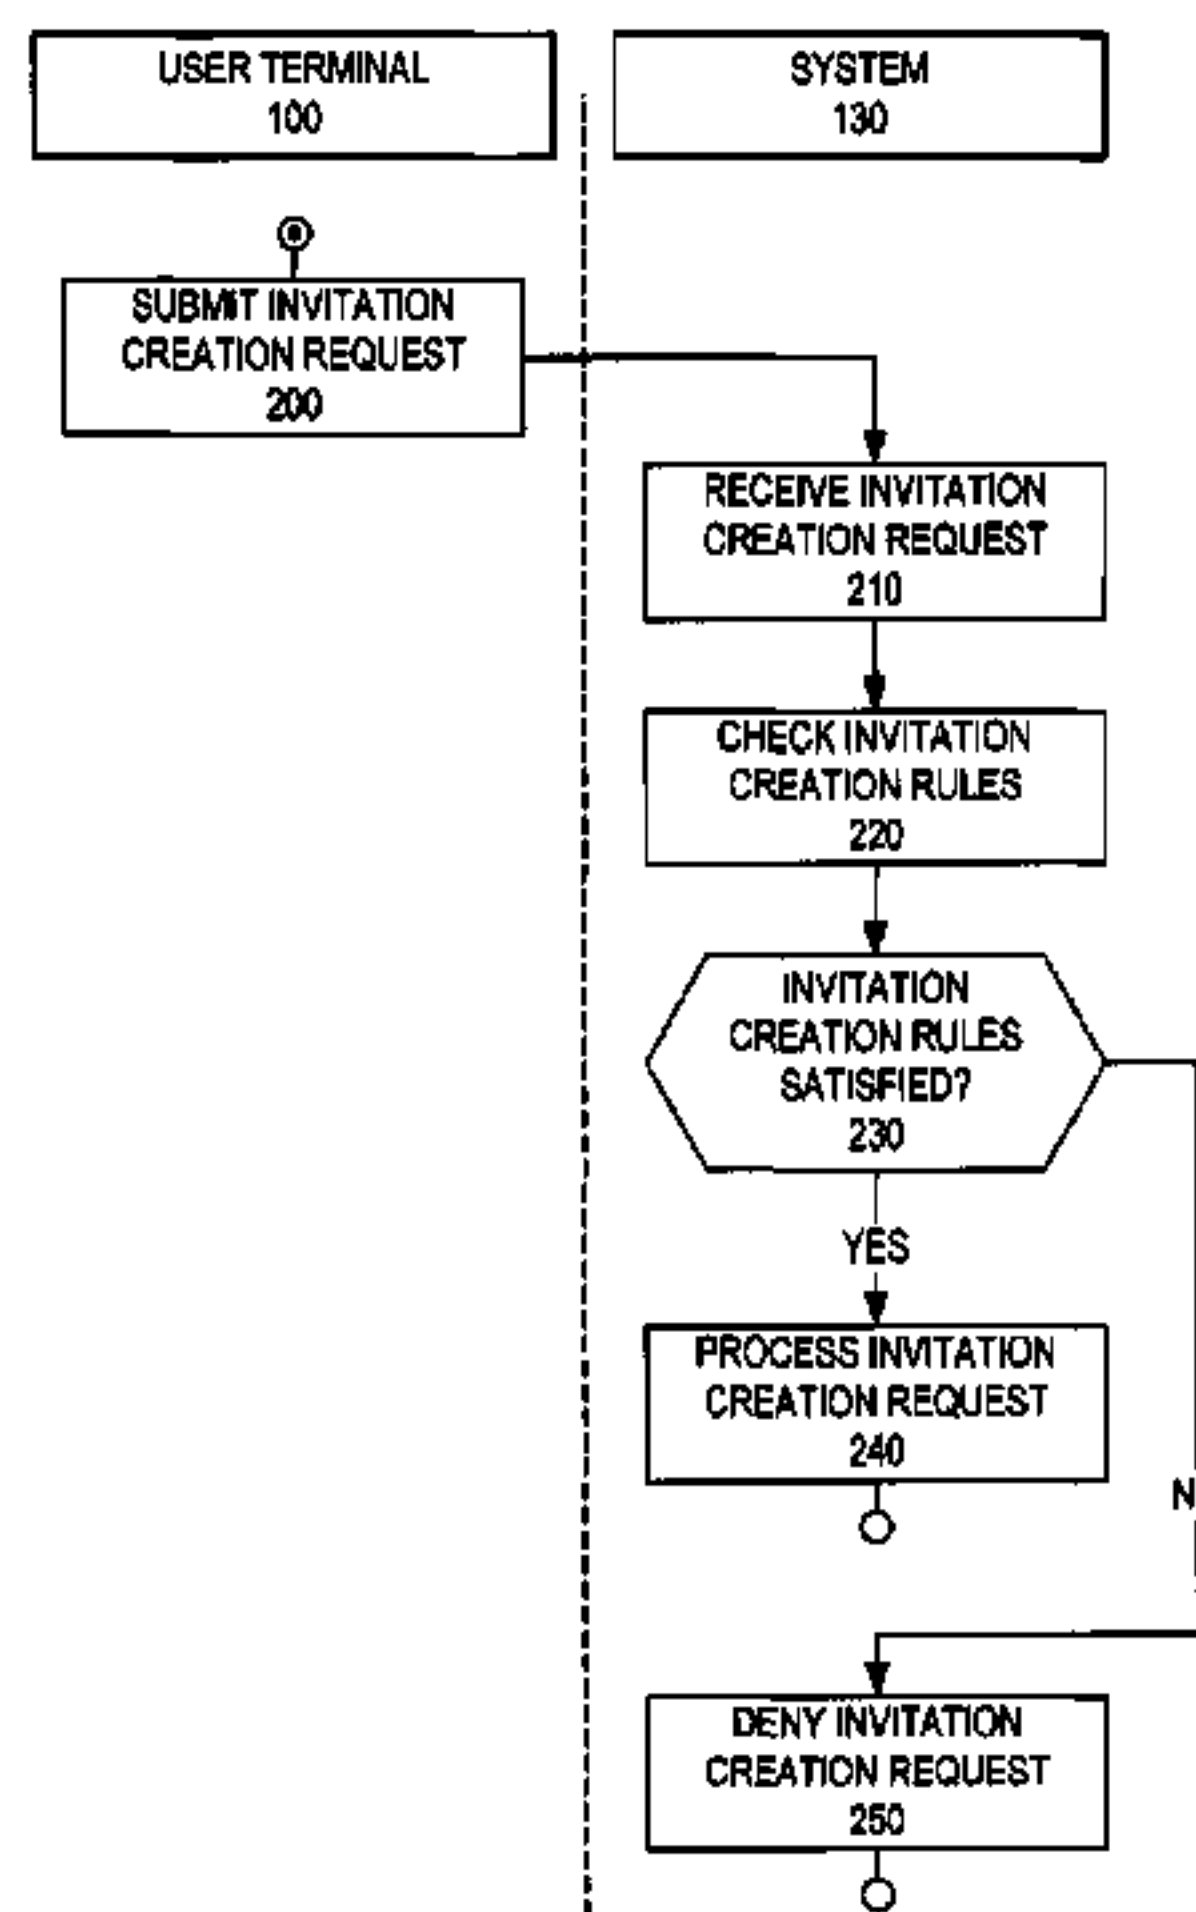 USER TERMINAL
100
SYSTEM
130
SUBMIT INVITATION
CREATION REQUEST
200
RECEIVE INVITATION
CREATION REQUEST
210
CHECK INVITATION
CREATION RULES
220
INVITATION
CREATION RULES
SATISFIED?
230
YES
PROCESS INVITATION
CREATION REQUEST
240
N
DENY INVITATION
CREATION REQUEST
250